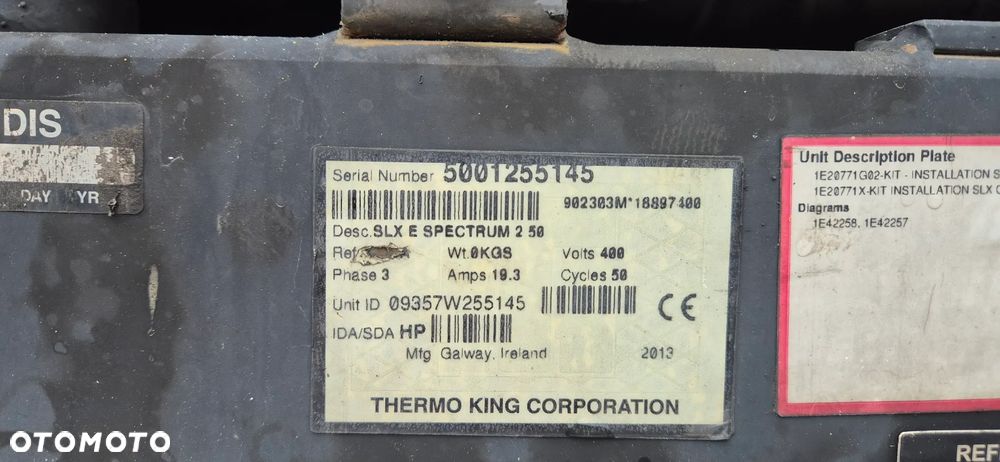 DIS
DAY YR
Serial Number 5001255145
902303M*18897400
Desc. SLX E SPECTRUM 2 50
Ref A Wt. 0KGS Volts 400
Phase 3 Amps 19.3 Cycles 50
Unit ID 09357W255145
IDA/SDA HP
CE
Mfg Galway, Ireland 2013
THERMO KING CORPORATION
Unit Description Plate
1E20771G02-KIT - INSTALLATION S
1E20771X-KIT INSTALLATION SLX
Diagrams
1E42258, 1E42257
REF
OTOMOTO